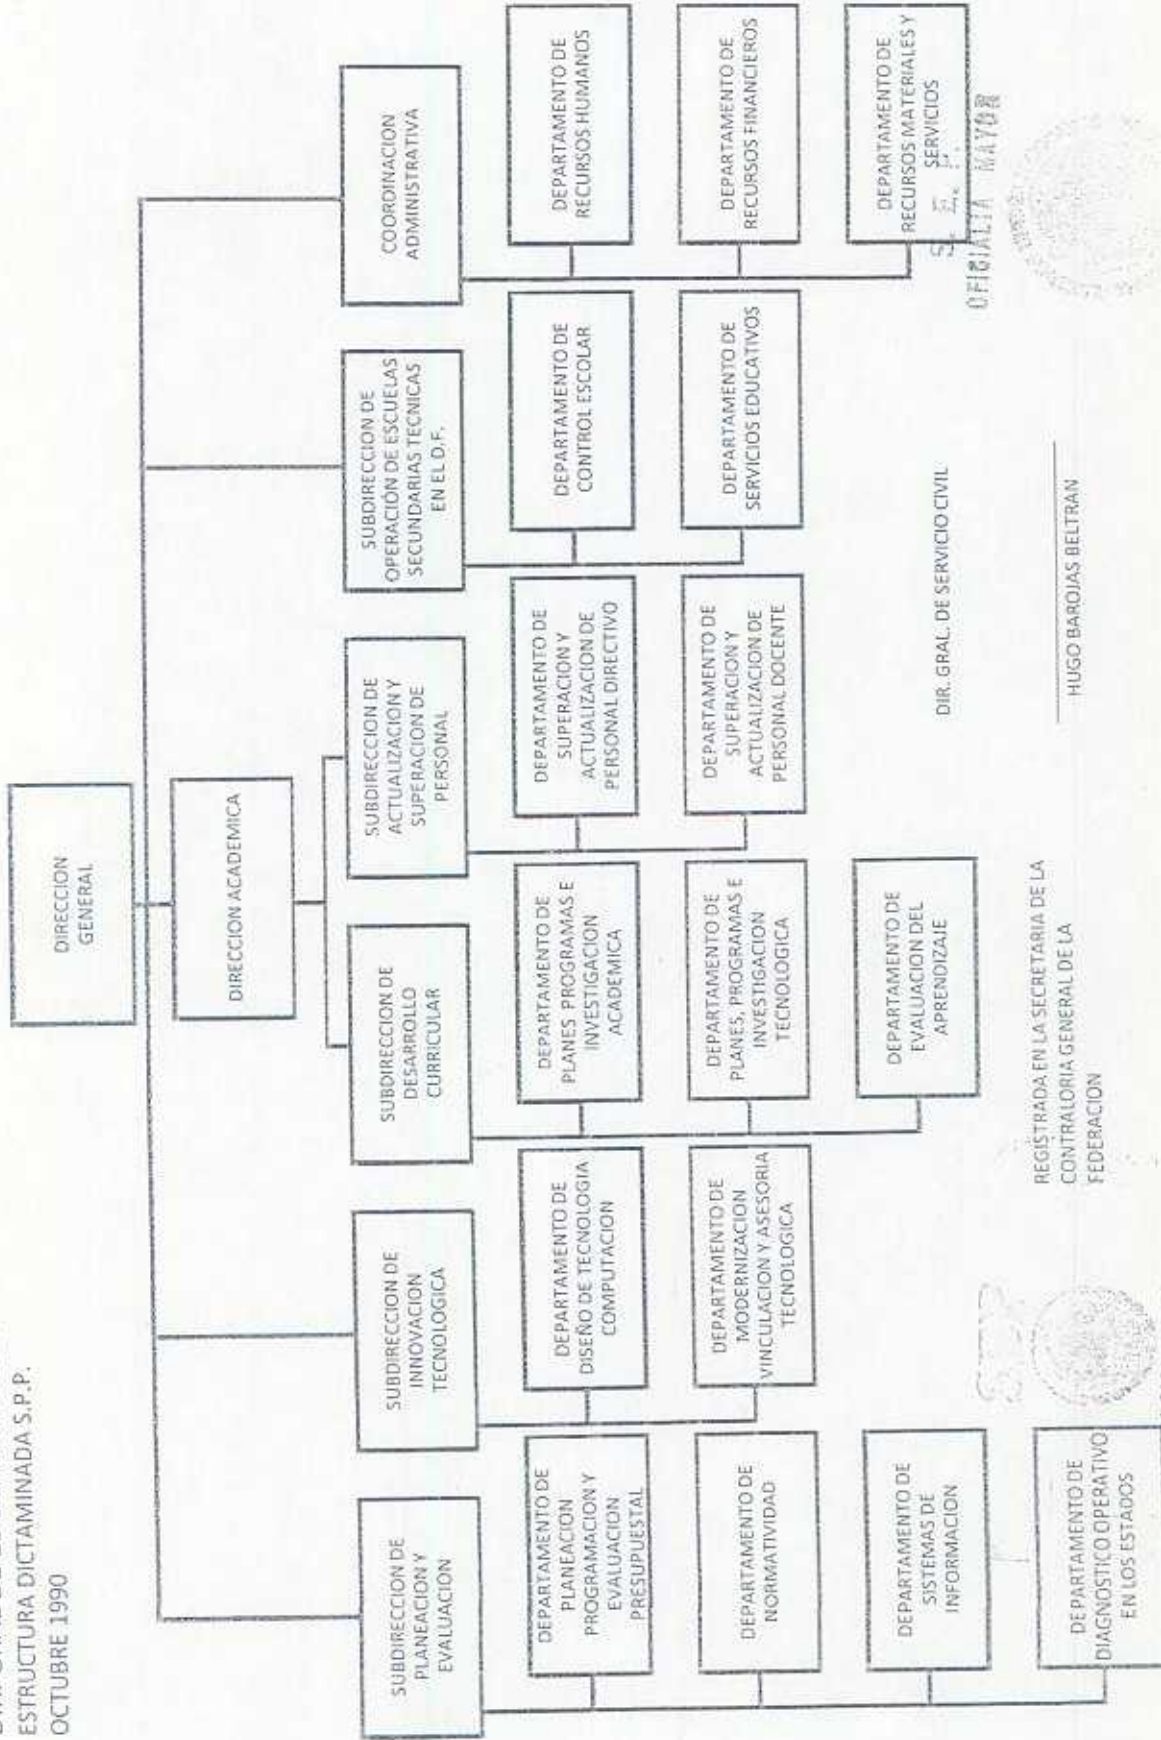 ESTRUCTURA DICTAMINADA S.P.P.
OCTUBRE 1990
DIRECCION
GENERAL
DIRECCION ACADEMICA
SUBDIRECCION DE
PLANEACION Y
EVALUACION
SUBDIRECCION DE
INNOVACION
TECNOLOGICA
SUBDIRECCION DE
DESARROLLO
CURRICULAR
SUBDIRECCION DE
ACTUALIZACION Y
SUPERACION DE
PERSONAL
SUBDIRECCION DE
OPERACIÓN DE ESCUELAS
SECUNDARIAS TECNICAS
EN EL D.F.
COORDINACION
ADMINISTRATIVA
DEPARTAMENTO DE
PLANEACION
PROGRAMACION Y
EVALUACION
PRESUPUESTAL
DEPARTAMENTO DE
DISEÑO DE TECNOLOGIA
COMPUTACION
DEPARTAMENTO DE
PLANES PROGRAMAS E
INVESTIGACION
ACADEMICA
DEPARTAMENTO DE
SUPERACION Y
ACTUALIZACION DE
PERSONAL DIRECTIVO
DEPARTAMENTO DE
CONTROL ESCOLAR
DEPARTAMENTO DE
RECURSOS HUMANOS
DEPARTAMENTO DE
NORMATIVIDAD
DEPARTAMENTO DE
MODERNIZACION
VINCULACION Y ASESORIA
TECNOLOGICA
DEPARTAMENTO DE
PLANES, PROGRAMAS E
INVESTIGACION
TECNOLOGICA
DEPARTAMENTO DE
SUPERACION Y
ACTUALIZACION DE
PERSONAL DOCENTE
DEPARTAMENTO DE
SERVICIOS EDUCATIVOS
DEPARTAMENTO DE
RECURSOS FINANCIEROS
DEPARTAMENTO DE
SISTEMAS DE
INFORMACION
DEPARTAMENTO DE
EVALUACION DEL
APRENDIZAJE
DEPARTAMENTO DE
RECURSOS MATERIALES Y
SERVICIOS
S. E. P.
OFICIALIA MAYOR
DEPARTAMENTO DE
DIAGNOSTICO OPERATIVO
EN LOS ESTADOS
DIR. GRAL. DE SERVICIO CIVIL
HUGO BAROJAS BELTRAN
REGISTRADA EN LA SECRETARIA DE LA
CONTRALORIA GENERAL DE LA
FEDERACION
SEP